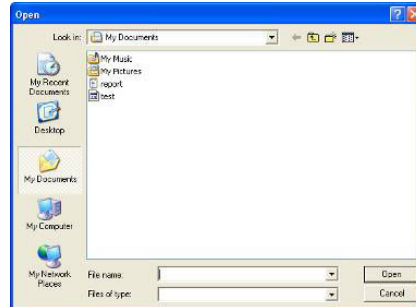 Open
Look in:
My Documents
My Music
My Pictures
report
test
My Recent
Documents
Desktop
My Documents
My Computer
My Network
Places
File name:
Open
Files of type:
Cancel